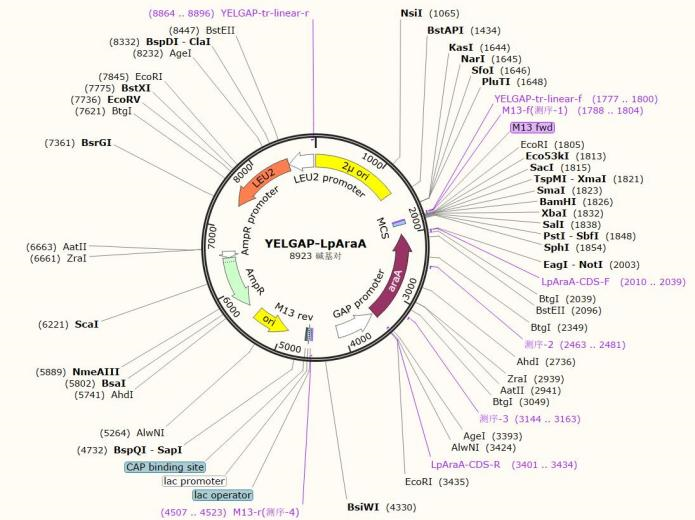 (8864 .. 8896) YELGAP-tr-linear-r
(8447) BstEII
(8332) BspDI - ClaI
(8232) AgeI
(7845) EcoRI
(7775) BstXI
(7736) EcoRV
(7621) BtgI
(7361) BsrGI
(6663) AatII
(6661) ZraI
(6221) ScaI
(5889) NmeAIII
(5802) BsaI
(5741) AhdI
(5264) AlwNI
(4732) BspQI - SapI
CAP binding site
lac promoter
lac operator
(4507 .. 4523) M13-r(测序-4)
NsiI (1065)
BstAPI (1434)
KasI (1644)
NarI (1645)
SfoI (1646)
PluTI (1648)
YELGAP-tr-linear-f (1777 .. 1800)
M13-f(测序-1) (1788 .. 1804)
M13 fwd
EcoRI (1805)
Eco53kI (1813)
SacI (1815)
TspMI - XmaI (1821)
SmaI (1823)
BamHI (1826)
XbaI (1832)
SalI (1838)
PstI - SbfI (1848)
SphI (1854)
EagI - NotI (2003)
LpAraA-CDS-F (2010 .. 2039)
BtgI (2039)
BstEII (2096)
BtgI (2349)
测序-2 (2463 .. 2481)
AhdI (2736)
ZraI (2939)
AatII (2941)
BtgI (3049)
测序-3 (3144 .. 3163)
AgeI (3393)
AlwNI (3424)
LpAraA-CDS-R (3401 .. 3434)
EcoRI (3435)
BsiWI (4330)
1
1000
2000
3000
4000
5000
6000
7000
8000
LEU2
LEU2 promoter
2μ ori
MCS
araA
GAP promoter
M13 rev
ori
AmpR
AmpR promoter
YELGAP-LpAraA
8923 碱基对